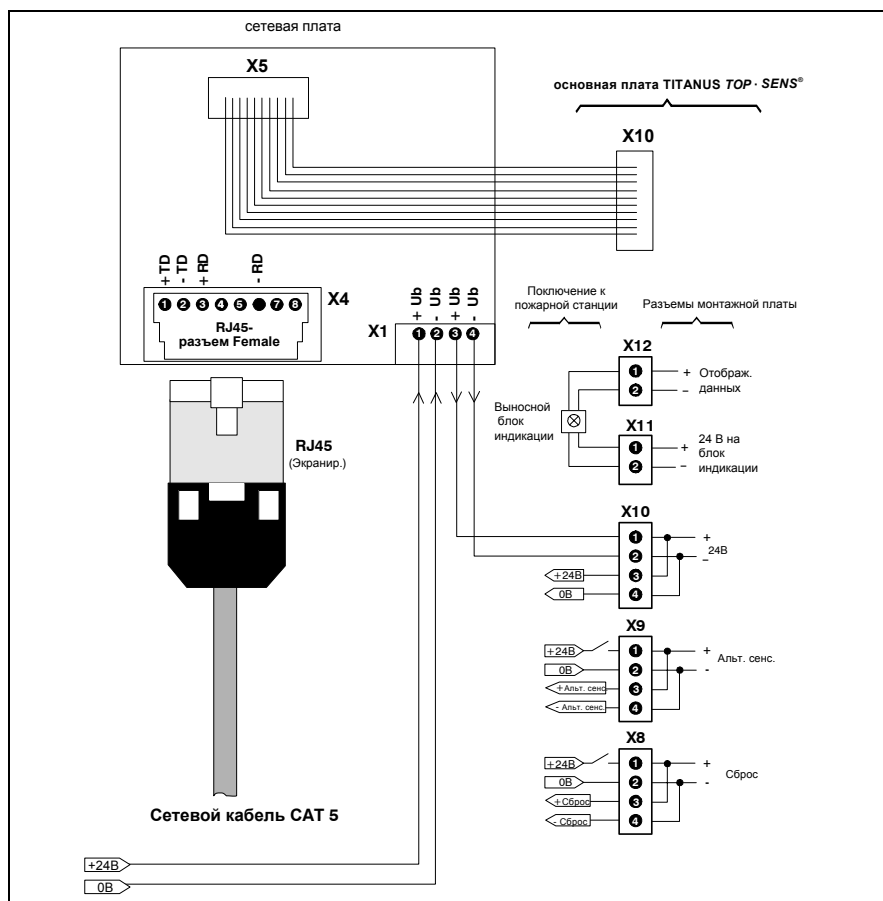 сетевая плата
X5
основная плата TITANUS TOP · SENS®
X10
+ TD
- TD
+ RD
- RD
1 2 3 4 5 7 8
X4
RJ45-
разъем Female
+ Ub
- Ub
+ Ub
- Ub
X1
1 2 3 4
Поключение к
пожарной станции
Разъемы монтажной платы
X12
1
2
+ Отображ.
– данных
Выносной
блок
индикации
X11
1
2
+ 24 В на
блок
– индикации
RJ45
(Экранир.)
X10
1
2
3
4
+
24В
–
+24В
0В
X9
+24В
0В
+ Альт. сенс
- Альт. сенс.
1
2
3
4
+
Альт. сенс.
-
X8
+24В
0В
+ Сброс
- Сброс
1
2
3
4
+
Сброс
-
Сетевой кабель CAT 5
+24В
0В